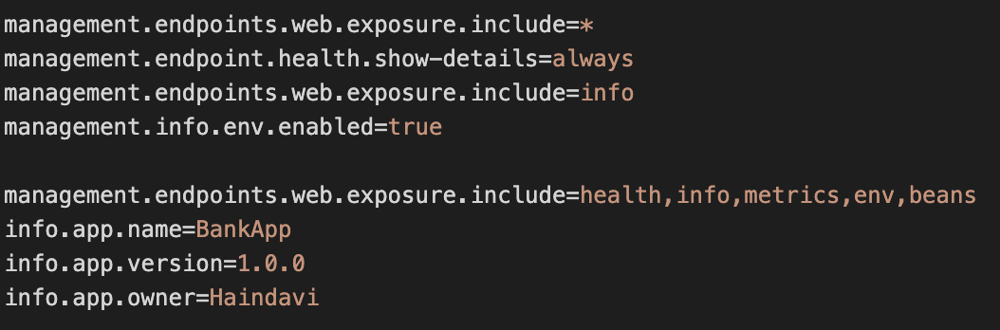 management.endpoints.web.exposure.include=*
management.endpoint.health.show-details=always
management.endpoints.web.exposure.include=info
management.info.env.enabled=true
management.endpoints.web.exposure.include=health,info,metrics,env,beans
info.app.name=BankApp
info.app.version=1.0.0
info.app.owner=Haindavi